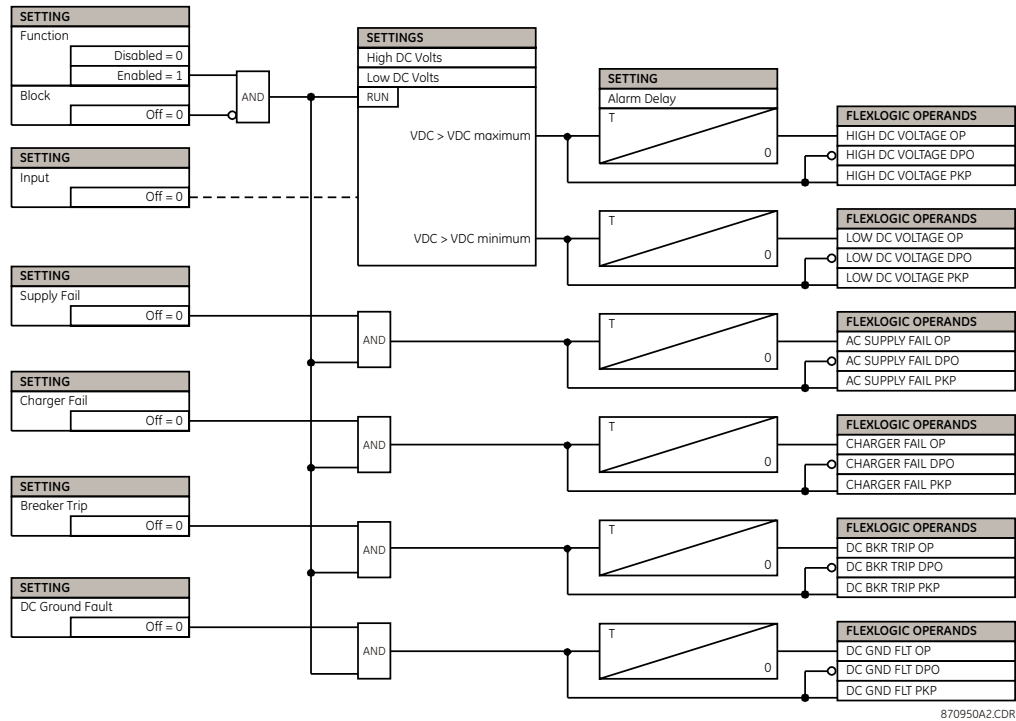 SETTING
Function
Disabled = 0
Enabled = 1
Block
Off = 0
AND
SETTING
Input
Off = 0
SETTING
Supply Fail
Off = 0
SETTING
Charger Fail
Off = 0
SETTING
Breaker Trip
Off = 0
SETTING
DC Ground Fault
Off = 0
SETTINGS
High DC Volts
Low DC Volts
RUN
VDC > VDC maximum
VDC > VDC minimum
AND
AND
AND
AND
SETTING
Alarm Delay
T
0
T
0
T
0
T
0
T
0
T
0
FLEXLOGIC OPERANDS
HIGH DC VOLTAGE OP
HIGH DC VOLTAGE DPO
HIGH DC VOLTAGE PKP
FLEXLOGIC OPERANDS
LOW DC VOLTAGE OP
LOW DC VOLTAGE DPO
LOW DC VOLTAGE PKP
FLEXLOGIC OPERANDS
AC SUPPLY FAIL OP
AC SUPPLY FAIL DPO
AC SUPPLY FAIL PKP
FLEXLOGIC OPERANDS
CHARGER FAIL OP
CHARGER FAIL DPO
CHARGER FAIL PKP
FLEXLOGIC OPERANDS
DC BKR TRIP OP
DC BKR TRIP DPO
DC BKR TRIP PKP
FLEXLOGIC OPERANDS
DC GND FLT OP
DC GND FLT DPO
DC GND FLT PKP
870950A2.CDR